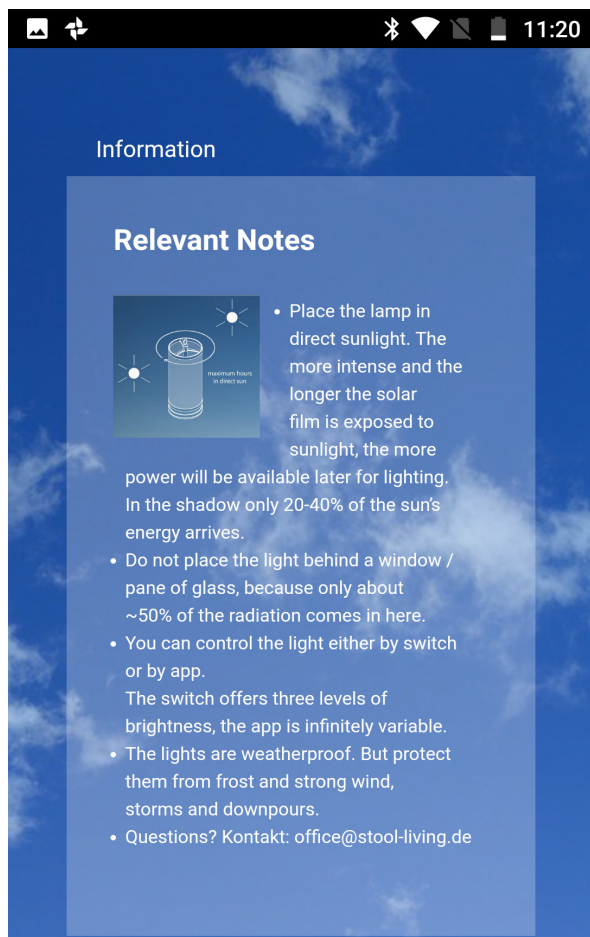 11:20
Information
Relevant Notes
maximum hours
in direct sun
• Place the lamp in
direct sunlight. The
more intense and the
longer the solar
film is exposed to
sunlight, the more
power will be available later for lighting.
In the shadow only 20-40% of the sun's
energy arrives.
• Do not place the light behind a window /
pane of glass, because only about
~50% of the radiation comes in here.
• You can control the light either by switch
or by app.
The switch offers three levels of
brightness, the app is infinitely variable.
• The lights are weatherproof. But protect
them from frost and strong wind,
storms and downpours.
• Questions? Kontakt: office@stool-living.de